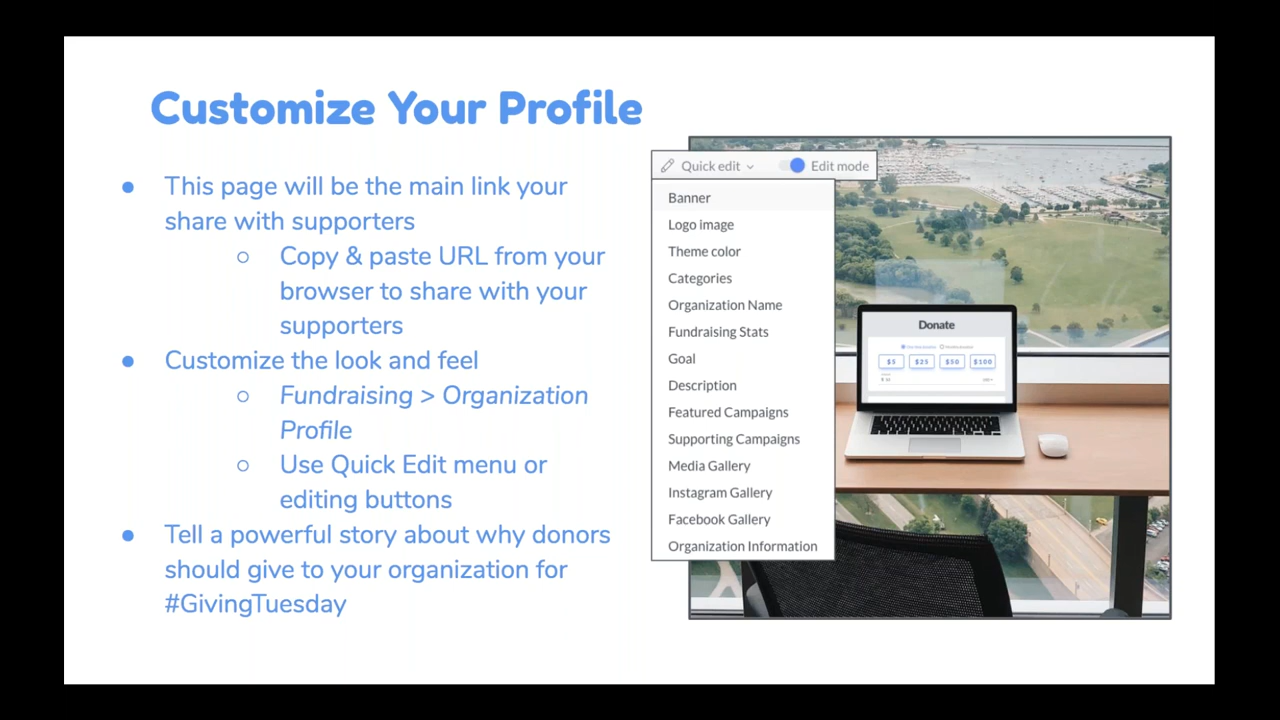 Customize Your Profile
● This page will be the main link your
share with supporters
○ Copy & paste URL from your
browser to share with your
supporters
● Customize the look and feel
○ Fundraising > Organization
Profile
○ Use Quick Edit menu or
editing buttons
● Tell a powerful story about why donors
should give to your organization for
#GivingTuesday
Quick edit Edit mode
Banner
Logo image
Theme color
Categories
Organization Name
Fundraising Stats
Goal
Description
Featured Campaigns
Supporting Campaigns
Media Gallery
Instagram Gallery
Facebook Gallery
Organization Information
Donate
$5 $25 $50 $100